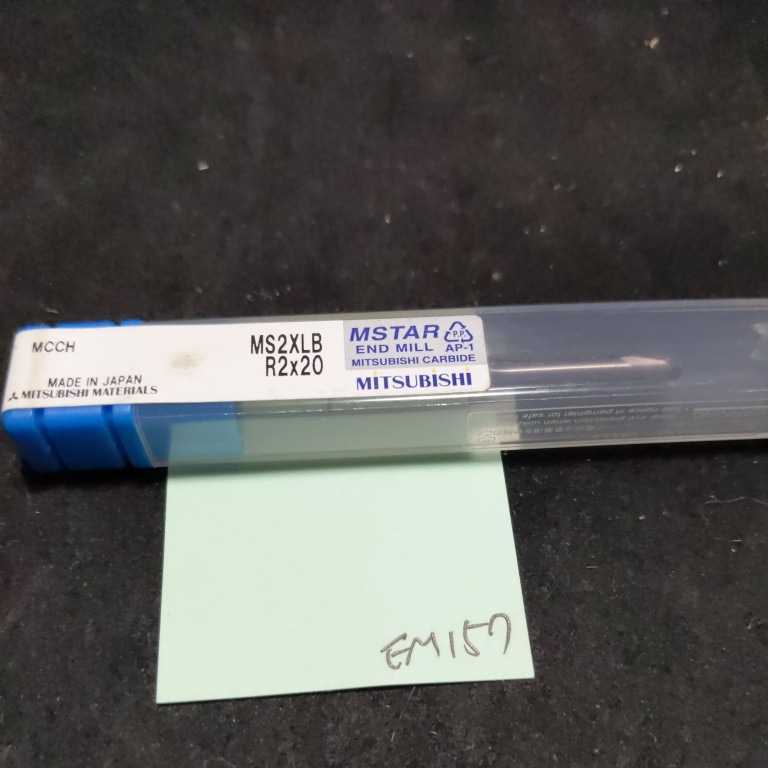 MCCH
MS2XLB
R2x20
MADE IN JAPAN
MITSUBISHI MATERIALS
MSTAR P.P.
END MILL AP-1
MITSUBISHI CARBIDE
MITSUBISHI
EM157